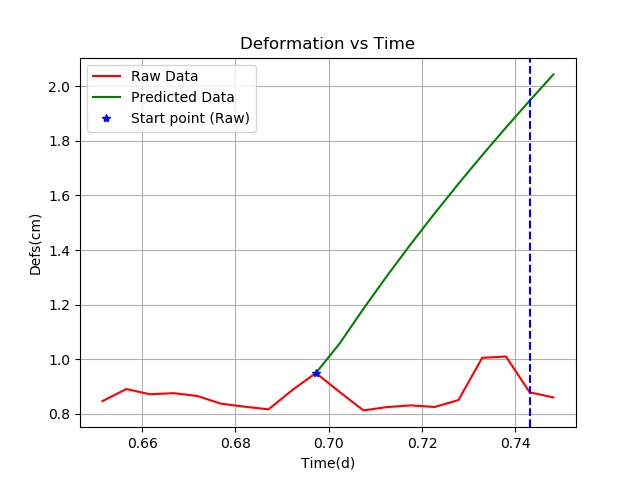 Deformation vs Time
Raw Data
Predicted Data
Start point (Raw)
Defs(cm)
2.0
1.8
1.6
1.4
1.2
1.0
0.8
0.66 0.68 0.70 0.72 0.74
Time(d)